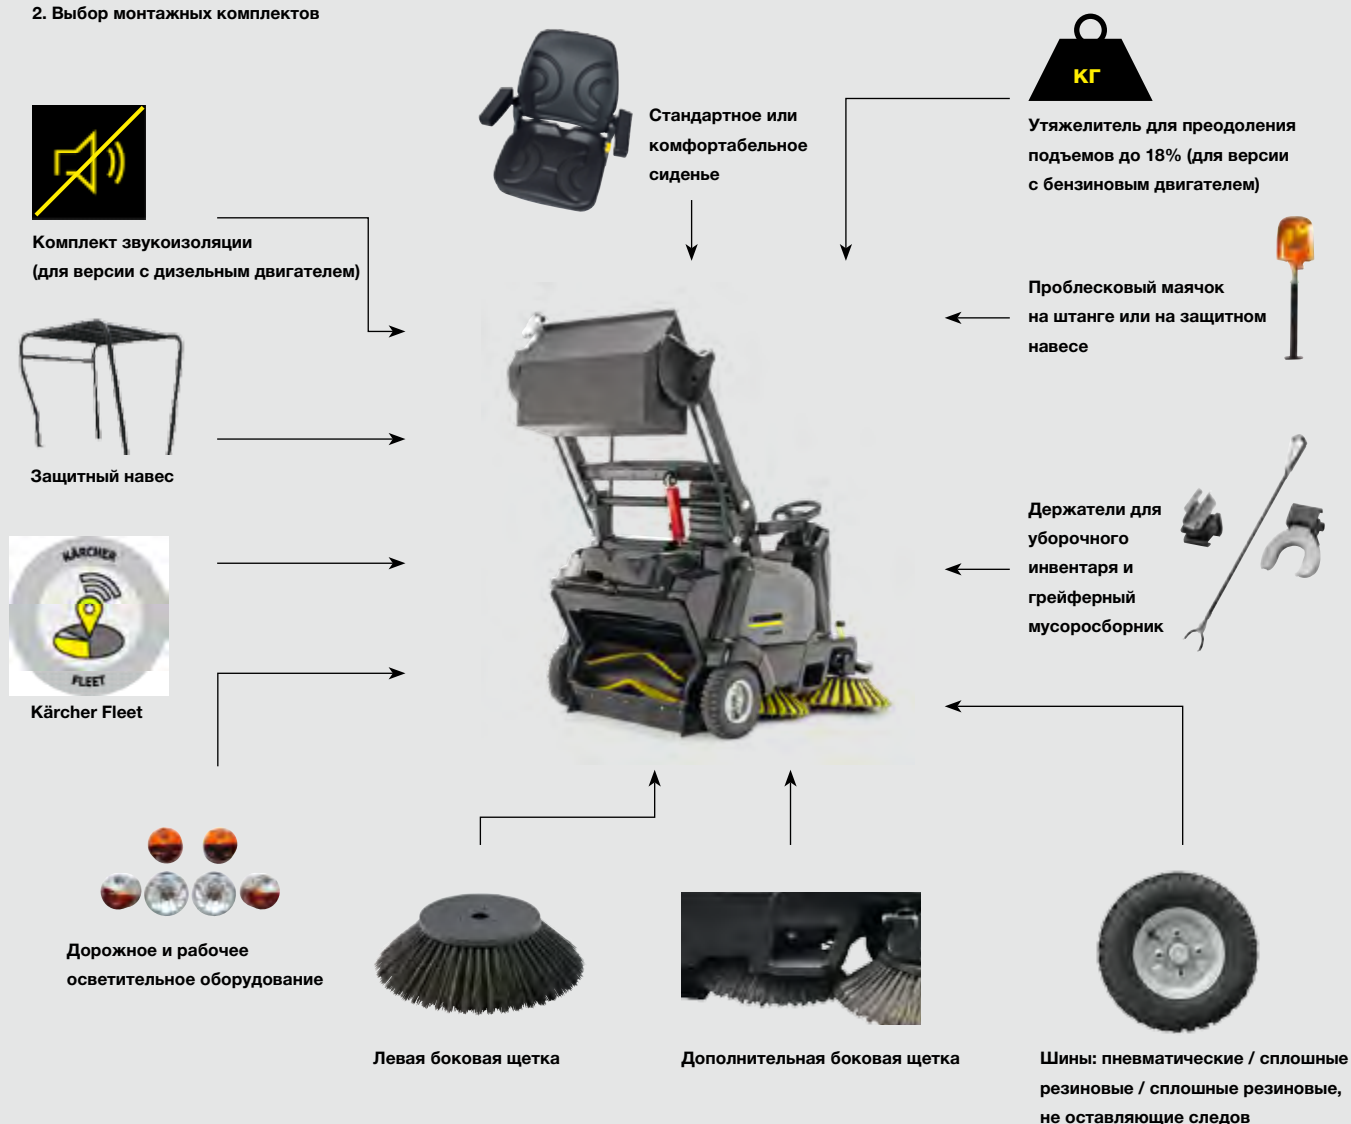 2. Выбор монтажных комплектов
КГ
Стандартное или
комфортабельное
сиденье
Утяжелитель для преодоления
подъемов до 18% (для версии
с бензиновым двигателем)
Комплект звукоизоляции
(для версии с дизельным двигателем)
Проблесковый маячок
на штанге или на защитном
навесе
Защитный навес
Держатели для
уборочного
инвентаря и
грейферный
мусоросборник
KÄRCHER
FLEET
Kärcher Fleet
Дорожное и рабочее
осветительное оборудование
Левая боковая щетка
Дополнительная боковая щетка
Шины: пневматические / сплошные
резиновые / сплошные резиновые,
не оставляющие следов